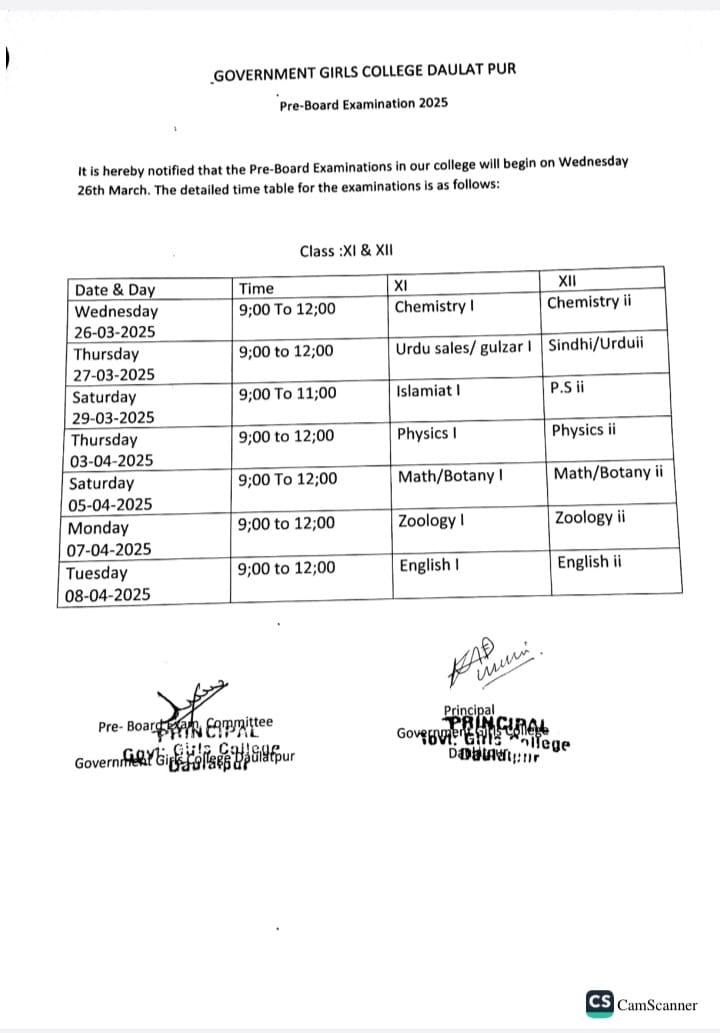 GOVERNMENT GIRLS COLLEGE DAULAT PUR
Pre-Board Examination 2025
It is hereby notified that the Pre-Board Examinations in our college will begin on Wednesday
26th March. The detailed time table for the examinations is as follows:
Class :XI & XII
Date & Day Time XI XII
Wednesday 9;00 To 12;00 Chemistry I Chemistry ii
26-03-2025
Thursday 9;00 to 12;00 Urdu sales/ gulzar I Sindhi/Urduii
27-03-2025
Saturday 9;00 To 11;00 Islamiat I P.S ii
29-03-2025
Thursday 9;00 to 12;00 Physics I Physics ii
03-04-2025
Saturday 9;00 To 12;00 Math/Botany I Math/Botany ii
05-04-2025
Monday 9;00 to 12;00 Zoology I Zoology ii
07-04-2025
Tuesday 9;00 to 12;00 English I English ii
08-04-2025
Pre- Board Exam Committee
PRINCIPAL
Govt: Girls College
Government Girls College Daulatpur
Daulatpur
Principal
PRINCIPAL
Government Girls College
Govt: Girls College
Daulatpur
CS CamScanner